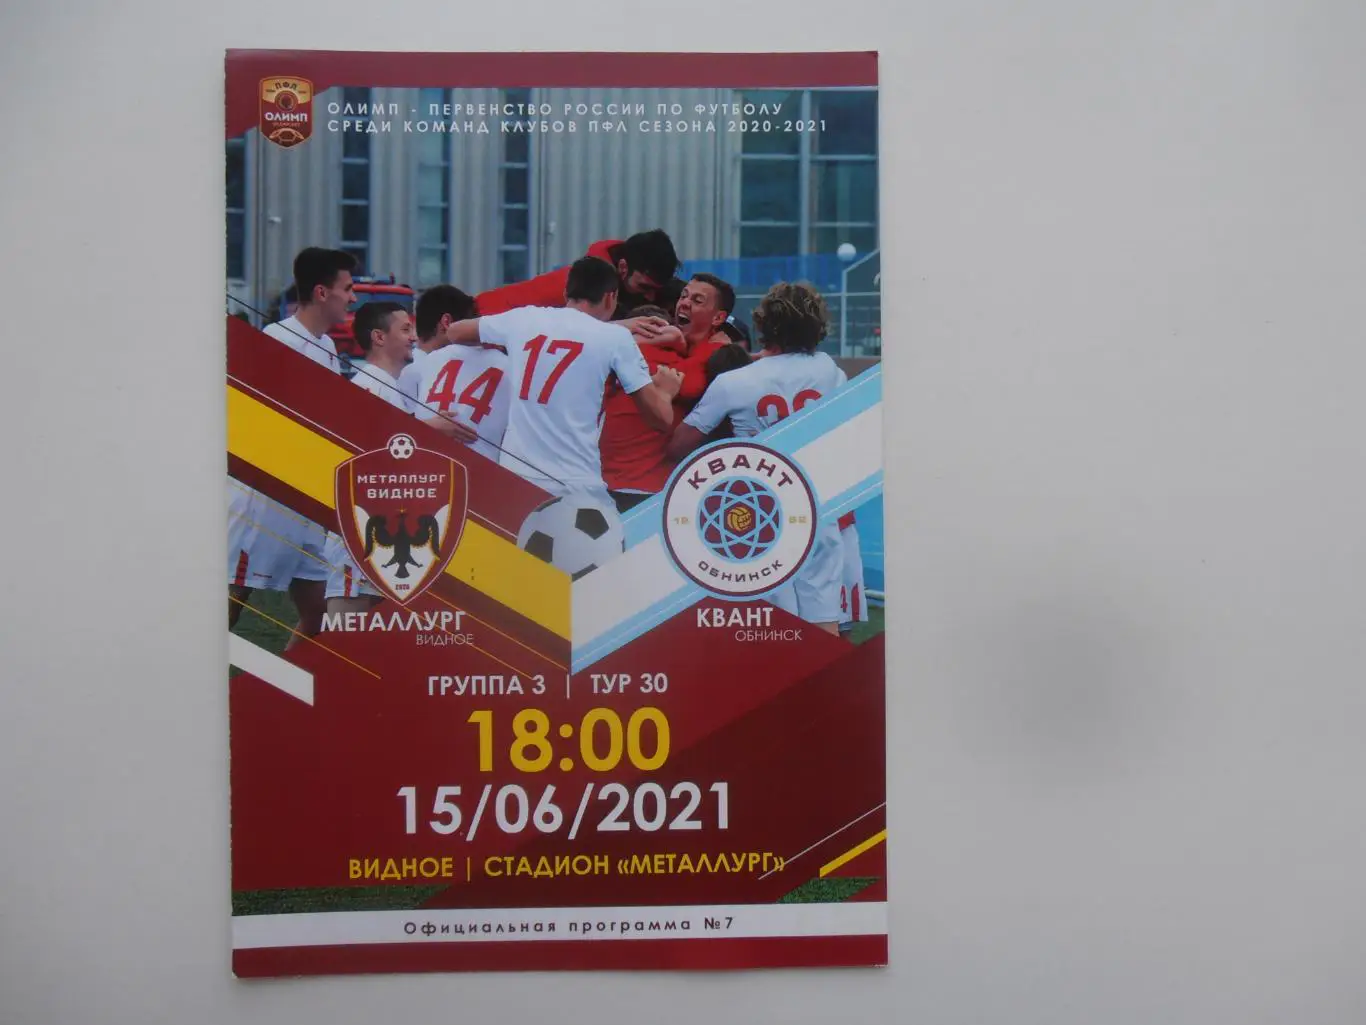 ПФЛ
ОЛИМП
ОЛИМП - ПЕРВЕНСТВО РОССИИ ПО ФУТБОЛУ
СРЕДИ КОМАНД КЛУБОВ ПФЛ СЕЗОНА 2020-2021
44
17
МЕТАЛЛУРГ
ВИДНОЕ
КВАНТ
19 62
ОБНИНСК
МЕТАЛЛУРГ
ВИДНОЕ
КВАНТ
ОБНИНСК
ГРУППА 3 | ТУР 30
18:00
15/06/2021
ВИДНОЕ | СТАДИОН «МЕТАЛЛУРГ»
Официальная программа №7